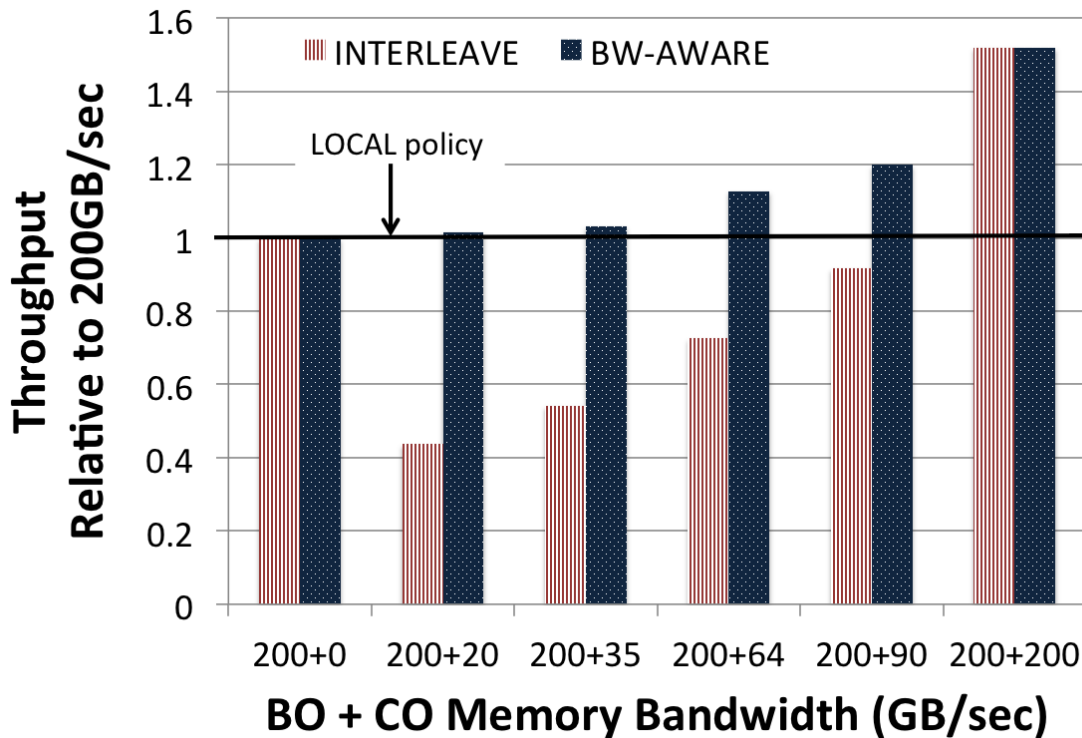 Throughput
Relative to 200GB/sec
1.6
1.4
1.2
1
0.8
0.6
0.4
0.2
0
INTERLEAVE
BW-AWARE
LOCAL policy
200+0
200+20
200+35
200+64
200+90
200+200
BO + CO Memory Bandwidth (GB/sec)